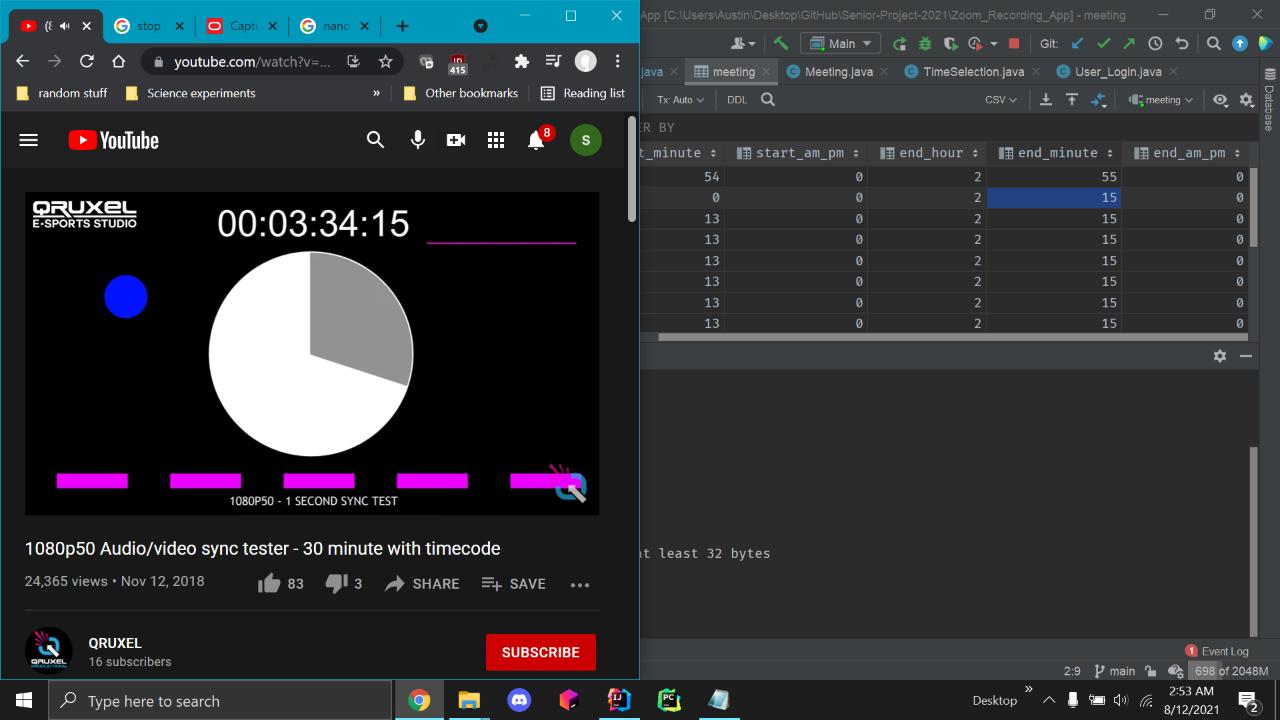 stop
Capt
nano
App [C:\Users\Austin\Desktop\GitHub\Senior-Project-2021\Zoom_Recording_App] - meeting
youtube.com/watch?v=...
415
Main
Git:
random stuff
Science experiments
»
Other bookmarks
Reading list
java
meeting
Meeting.java
TimeSelection.java
User_Login.java
Database
Tx: Auto
DDL
CSV
meeting
YouTube
8
S
ER BY
t_minute
start_am_pm
end_hour
end_minute
end_am_pm
54 0 2 55 0
0 0 2 15 0
13 0 2 15 0
13 0 2 15 0
13 0 2 15 0
13 0 2 15 0
13 0 2 15 0
13 0 2 15 0
QRUXEL
E-SPORTS STUDIO
00:03:34:15
1080P50 - 1 SECOND SYNC TEST
1080p50 Audio/video sync tester - 30 minute with timecode
24,365 views • Nov 12, 2018
83
3
SHARE
SAVE
QRUXEL
PRODUCTIONS
QRUXEL
16 subscribers
SUBSCRIBE
at least 32 bytes
1 Event Log
2:9
main
698 of 2048M
Type here to search
Desktop
»
2:53 AM
8/12/2021
2